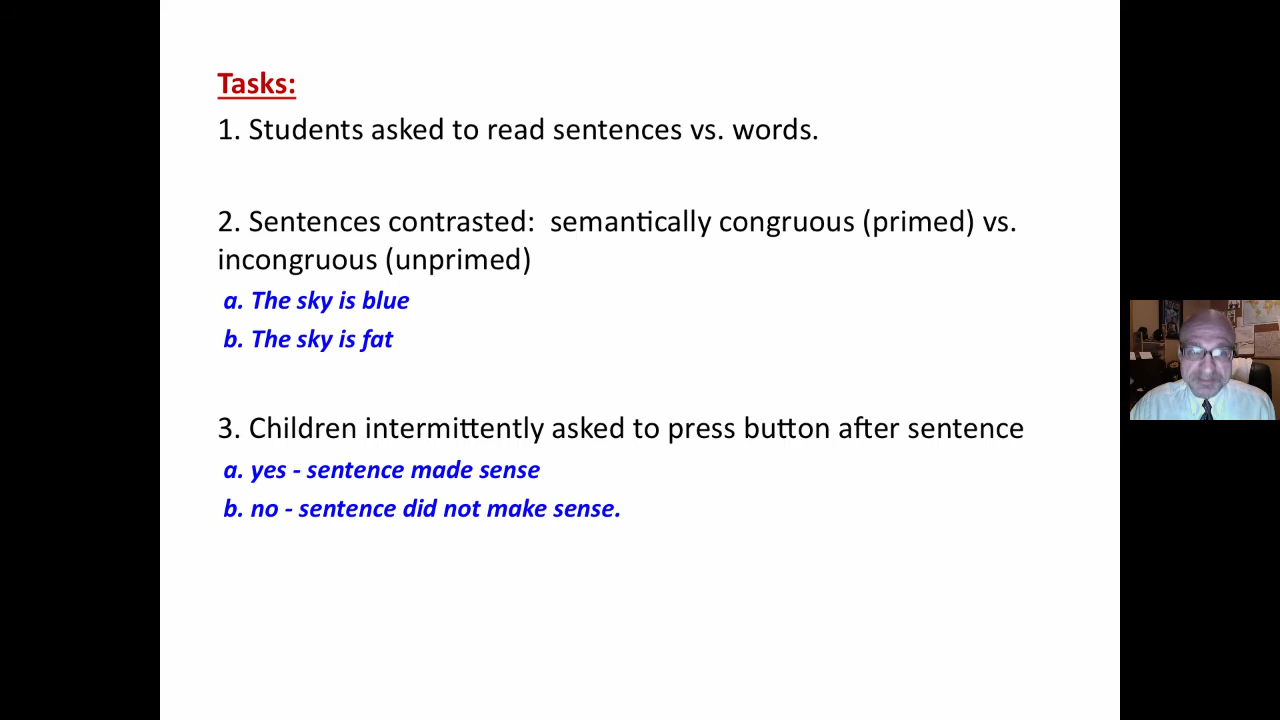 Tasks:
1. Students asked to read sentences vs. words.
2. Sentences contrasted:  semantically congruous (primed) vs.
incongruous (unprimed)
a. The sky is blue
b. The sky is fat
3. Children intermittently asked to press button after sentence
a. yes - sentence made sense
b. no - sentence did not make sense.